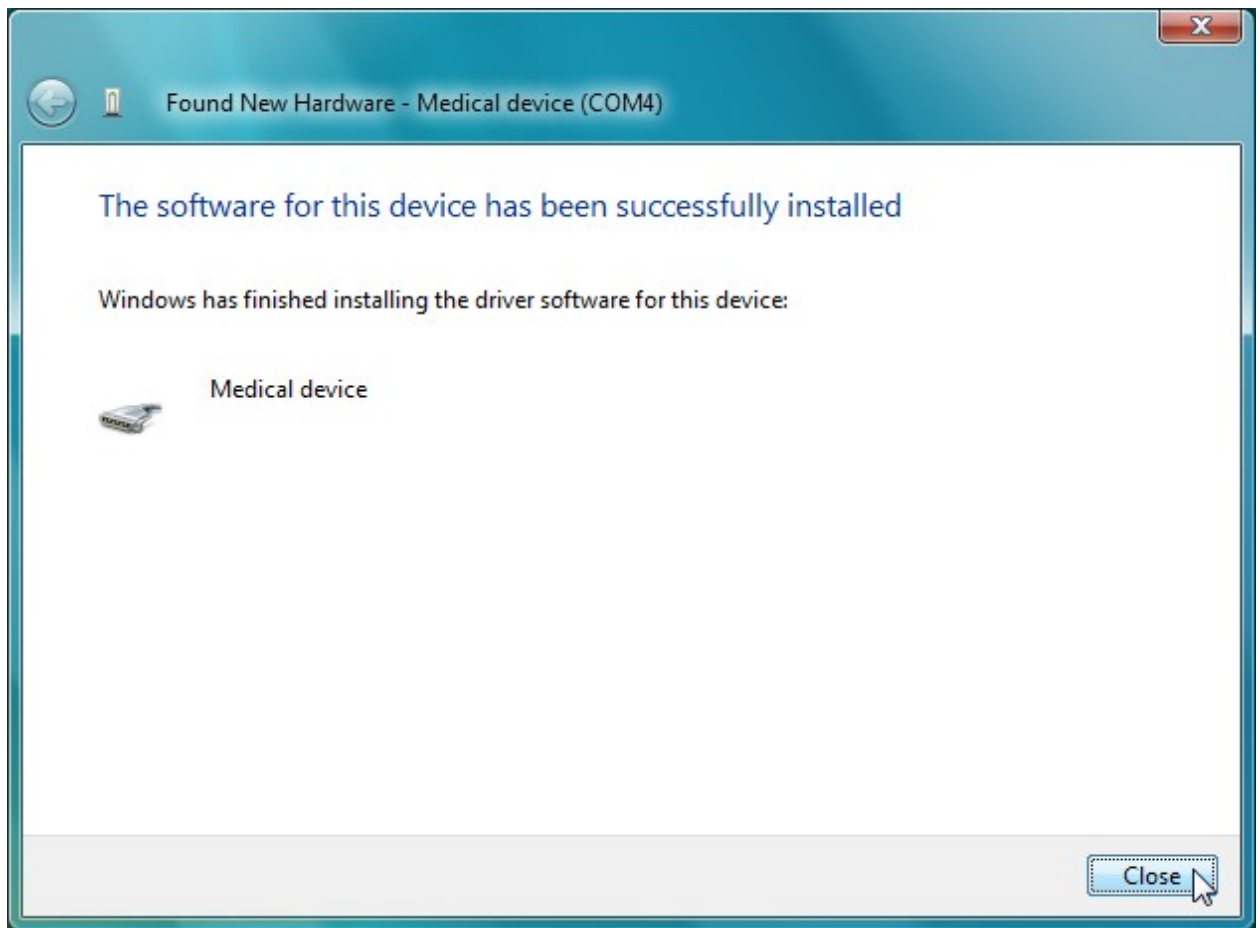 Found New Hardware - Medical device (COM4)
The software for this device has been successfully installed
Windows has finished installing the driver software for this device:
Medical device
Close